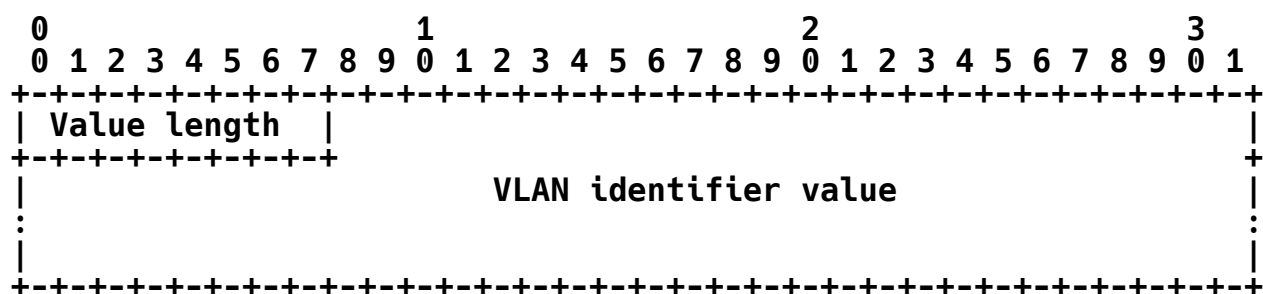 0                   1                   2                   3
 0 1 2 3 4 5 6 7 8 9 0 1 2 3 4 5 6 7 8 9 0 1 2 3 4 5 6 7 8 9 0 1
+-+-+-+-+-+-+-+-+-+-+-+-+-+-+-+-+-+-+-+-+-+-+-+-+-+-+-+-+-+-+-+-+
| Value length  |                                               |
+-+-+-+-+-+-+-+-+                                               +
|                        VLAN identifier value                  |
:                                                               :
|                                                               |
+-+-+-+-+-+-+-+-+-+-+-+-+-+-+-+-+-+-+-+-+-+-+-+-+-+-+-+-+-+-+-+-+